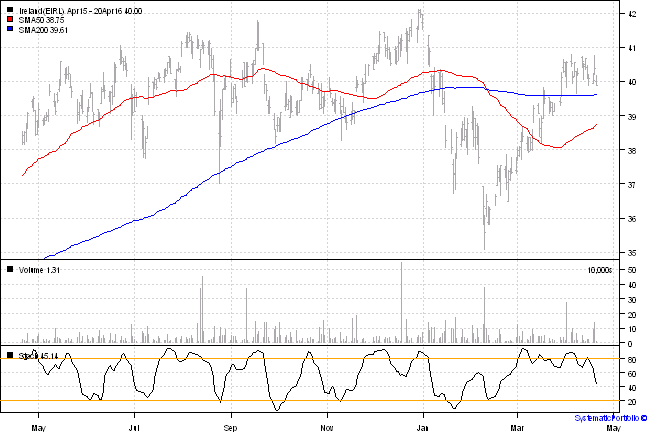 Ireland(EIRL) Apr15 - 20Apr16 40.00
SMA50 38.75
SMA200 39.61
42
41
40
39
38
37
36
35
Volume 1.31
10,000s
50
40
30
20
10
0
80
60
40
20
May
Jul
Sep
Nov
Jan
Mar
May
SystematicPortfolio ©